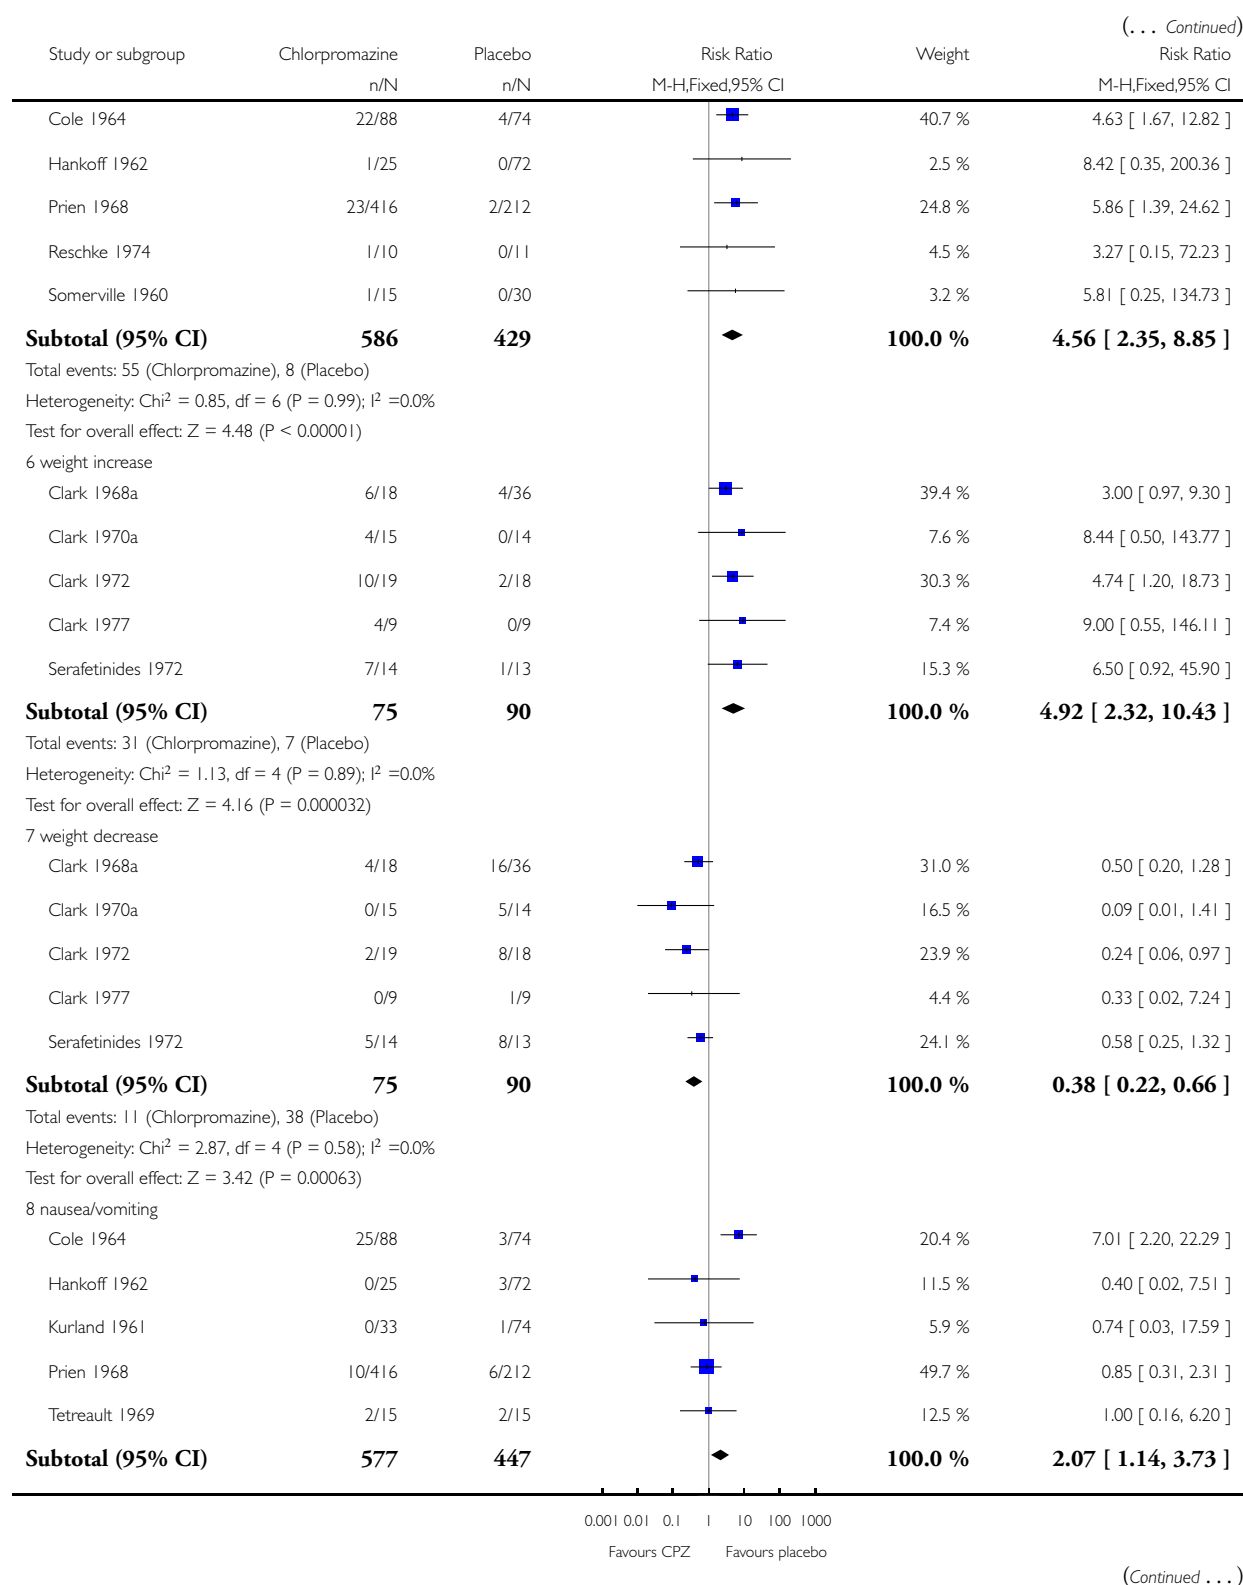 (... Continued)
Study or subgroup Chlorpromazine Placebo Risk Ratio Weight Risk Ratio
n/N n/N M-H,Fixed,95% CI M-H,Fixed,95% CI
Cole 1964 22/88 4/74 40.7 % 4.63 [ 1.67, 12.82 ]
Hankoff 1962 1/25 0/72 2.5 % 8.42 [ 0.35, 200.36 ]
Prien 1968 23/416 2/212 24.8 % 5.86 [ 1.39, 24.62 ]
Reschke 1974 1/10 0/11 4.5 % 3.27 [ 0.15, 72.23 ]
Somerville 1960 1/15 0/30 3.2 % 5.81 [ 0.25, 134.73 ]
Subtotal (95% CI) 586 429 100.0 % 4.56 [ 2.35, 8.85 ]
Total events: 55 (Chlorpromazine), 8 (Placebo)
Heterogeneity: Chi² = 0.85, df = 6 (P = 0.99); I² =0.0%
Test for overall effect: Z = 4.48 (P < 0.00001)
6 weight increase
Clark 1968a 6/18 4/36 39.4 % 3.00 [ 0.97, 9.30 ]
Clark 1970a 4/15 0/14 7.6 % 8.44 [ 0.50, 143.77 ]
Clark 1972 10/19 2/18 30.3 % 4.74 [ 1.20, 18.73 ]
Clark 1977 4/9 0/9 7.4 % 9.00 [ 0.55, 146.11 ]
Serafetinides 1972 7/14 1/13 15.3 % 6.50 [ 0.92, 45.90 ]
Subtotal (95% CI) 75 90 100.0 % 4.92 [ 2.32, 10.43 ]
Total events: 31 (Chlorpromazine), 7 (Placebo)
Heterogeneity: Chi² = 1.13, df = 4 (P = 0.89); I² =0.0%
Test for overall effect: Z = 4.16 (P = 0.000032)
7 weight decrease
Clark 1968a 4/18 16/36 31.0 % 0.50 [ 0.20, 1.28 ]
Clark 1970a 0/15 5/14 16.5 % 0.09 [ 0.01, 1.41 ]
Clark 1972 2/19 8/18 23.9 % 0.24 [ 0.06, 0.97 ]
Clark 1977 0/9 1/9 4.4 % 0.33 [ 0.02, 7.24 ]
Serafetinides 1972 5/14 8/13 24.1 % 0.58 [ 0.25, 1.32 ]
Subtotal (95% CI) 75 90 100.0 % 0.38 [ 0.22, 0.66 ]
Total events: 11 (Chlorpromazine), 38 (Placebo)
Heterogeneity: Chi² = 2.87, df = 4 (P = 0.58); I² =0.0%
Test for overall effect: Z = 3.42 (P = 0.00063)
8 nausea/vomiting
Cole 1964 25/88 3/74 20.4 % 7.01 [ 2.20, 22.29 ]
Hankoff 1962 0/25 3/72 11.5 % 0.40 [ 0.02, 7.51 ]
Kurland 1961 0/33 1/74 5.9 % 0.74 [ 0.03, 17.59 ]
Prien 1968 10/416 6/212 49.7 % 0.85 [ 0.31, 2.31 ]
Tetreault 1969 2/15 2/15 12.5 % 1.00 [ 0.16, 6.20 ]
Subtotal (95% CI) 577 447 100.0 % 2.07 [ 1.14, 3.73 ]
0.001 0.01 0.1 1 10 100 1000
Favours CPZ Favours placebo
(Continued ...)